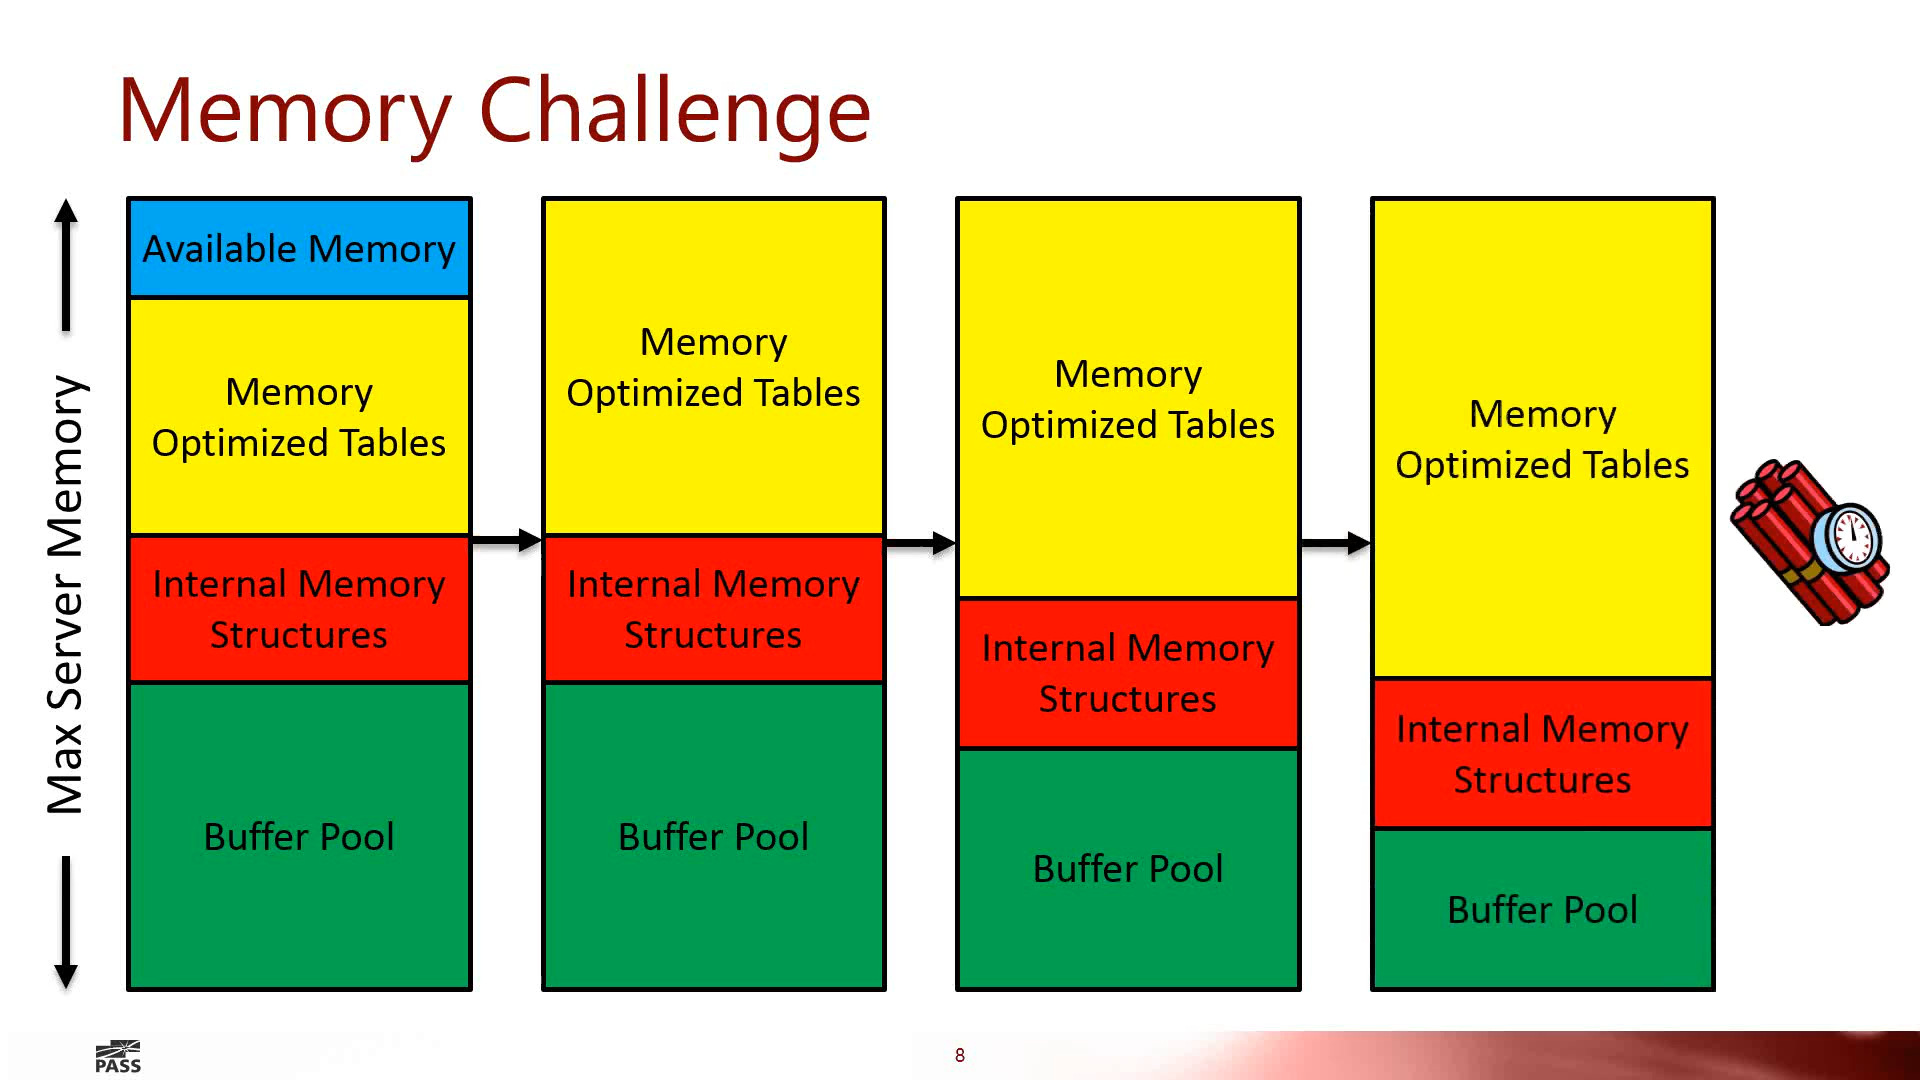 Memory Challenge
Max Server Memory
Available Memory
Memory
Optimized Tables
Internal Memory
Structures
Buffer Pool
Memory
Optimized Tables
Internal Memory
Structures
Buffer Pool
Memory
Optimized Tables
Internal Memory
Structures
Buffer Pool
Memory
Optimized Tables
Internal Memory
Structures
Buffer Pool
PASS
8